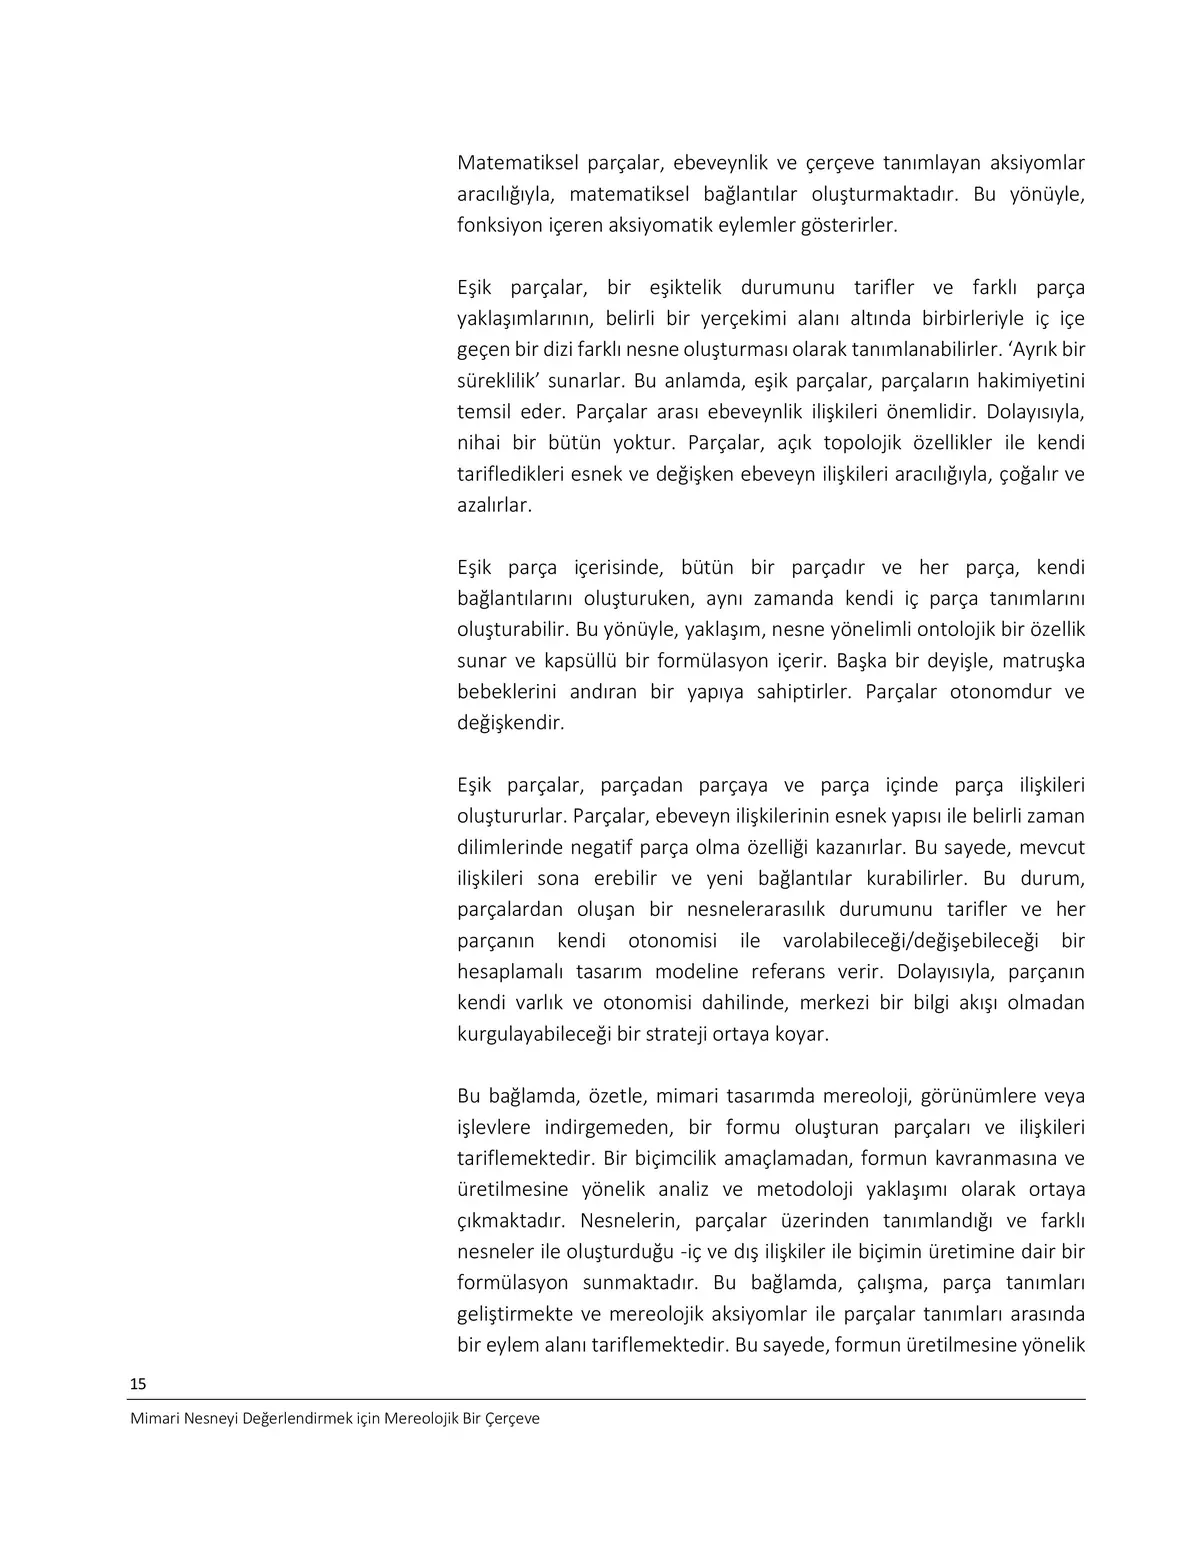 Matematiksel parçalar, ebeveynlik ve çerçeve tanımlayan aksiyomlar
aracılığıyla, matematiksel bağlantılar oluşturmaktadır. Bu yönüyle,
fonksiyon içeren aksiyomatik eylemler gösterirler.
Eşik parçalar, bir eşiktelik durumunu tarifler ve farklı parça
yaklaşımlarının, belirli bir yerçekimi alanı altında birbirleriyle iç içe
geçen bir dizi farklı nesne oluşturması olarak tanımlanabilirler. ‘Ayrık bir
süreklilik’ sunarlar. Bu anlamda, eşik parçalar, parçaların hakimiyetini
temsil eder. Parçalar arası ebeveynlik ilişkileri önemlidir. Dolayısıyla,
nihai bir bütün yoktur. Parçalar, açık topolojik özellikler ile kendi
tarifledikleri esnek ve değişken ebeveyn ilişkileri aracılığıyla, çoğalır ve
azalırlar.
Eşik parça içerisinde, bütün bir parçadır ve her parça, kendi
bağlantılarını oluşturuken, aynı zamanda kendi iç parça tanımlarını
oluşturabilir. Bu yönüyle, yaklaşım, nesne yönelimli ontolojik bir özellik
sunar ve kapsüllü bir formülasyon içerir. Başka bir deyişle, matruşka
bebeklerini andıran bir yapıya sahiptirler. Parçalar otonomdur ve
değişkendir.
Eşik parçalar, parçadan parçaya ve parça içinde parça ilişkileri
oluştururlar. Parçalar, ebeveyn ilişkilerinin esnek yapısı ile belirli zaman
dilimlerinde negatif parça olma özelliği kazanırlar. Bu sayede, mevcut
ilişkileri sona erebilir ve yeni bağlantılar kurabilirler. Bu durum,
parçalardan oluşan bir nesnelerarasılık durumunu tarifler ve her
parçanın kendi otonomisi ile varolabileceği/değişebileceği bir
hesaplamalı tasarım modeline referans verir. Dolayısıyla, parçanın
kendi varlık ve otonomisi dahilinde, merkezi bir bilgi akışı olmadan
kurgulayabileceği bir strateji ortaya koyar.
Bu bağlamda, özetle, mimari tasarımda mereoloji, görünümlere veya
işlevlere indirgemeden, bir formu oluşturan parçaları ve ilişkileri
tariflemektedir. Bir biçimcilik amaçlamadan, formun kavranmasına ve
üretilmesine yönelik analiz ve metodoloji yaklaşımı olarak ortaya
çıkmaktadır. Nesnelerin, parçalar üzerinden tanımlandığı ve farklı
nesneler ile oluşturduğu -iç ve dış ilişkiler ile biçimin üretimine dair bir
formülasyon sunmaktadır. Bu bağlamda, çalışma, parça tanımları
geliştirmekte ve mereolojik aksiyomlar ile parçalar tanımları arasında
bir eylem alanı tariflemektedir. Bu sayede, formun üretilmesine yönelik
15
Mimari Nesneyi Değerlendirmek için Mereolojik Bir Çerçeve